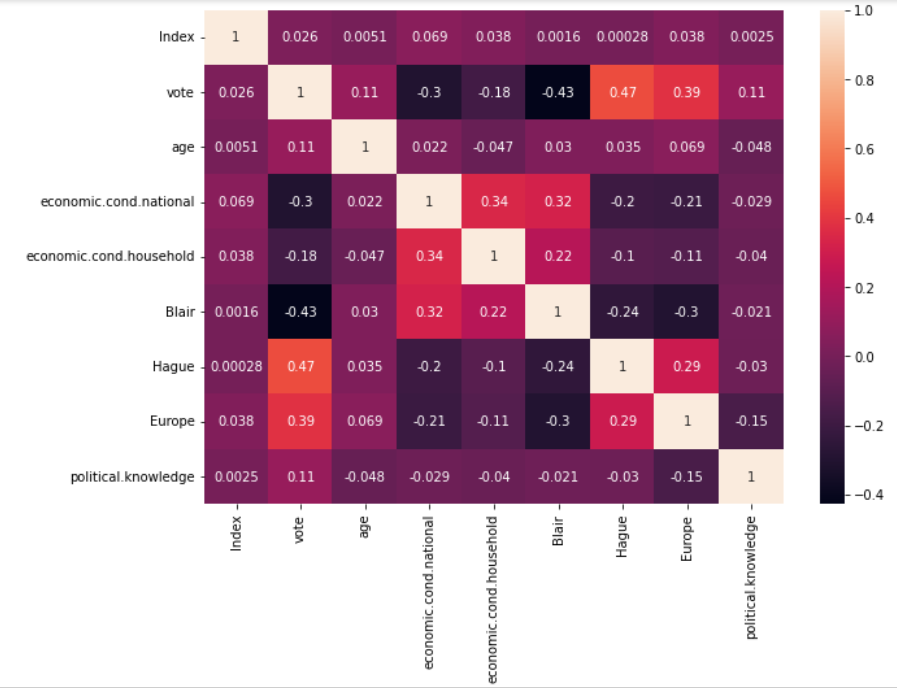 Index 1 0.026 0.0051 0.069 0.038 0.0016 0.00028 0.038 0.0025
vote 0.026 1 0.11 -0.3 -0.18 -0.43 0.47 0.39 0.11
age 0.0051 0.11 1 0.022 -0.047 0.03 0.035 0.069 -0.048
economic.cond.national 0.069 -0.3 0.022 1 0.34 0.32 -0.2 -0.21 -0.029
economic.cond.household 0.038 -0.18 -0.047 0.34 1 0.22 -0.1 -0.11 -0.04
Blair 0.0016 -0.43 0.03 0.32 0.22 1 -0.24 -0.3 -0.021
Hague 0.00028 0.47 0.035 -0.2 -0.1 -0.24 1 0.29 -0.03
Europe 0.038 0.39 0.069 -0.21 -0.11 -0.3 0.29 1 -0.15
political.knowledge 0.0025 0.11 -0.048 -0.029 -0.04 -0.021 -0.03 -0.15 1
Index
vote
age
economic.cond.national
economic.cond.household
Blair
Hague
Europe
political.knowledge
1.0
0.8
0.6
0.4
0.2
0.0
−0.2
−0.4